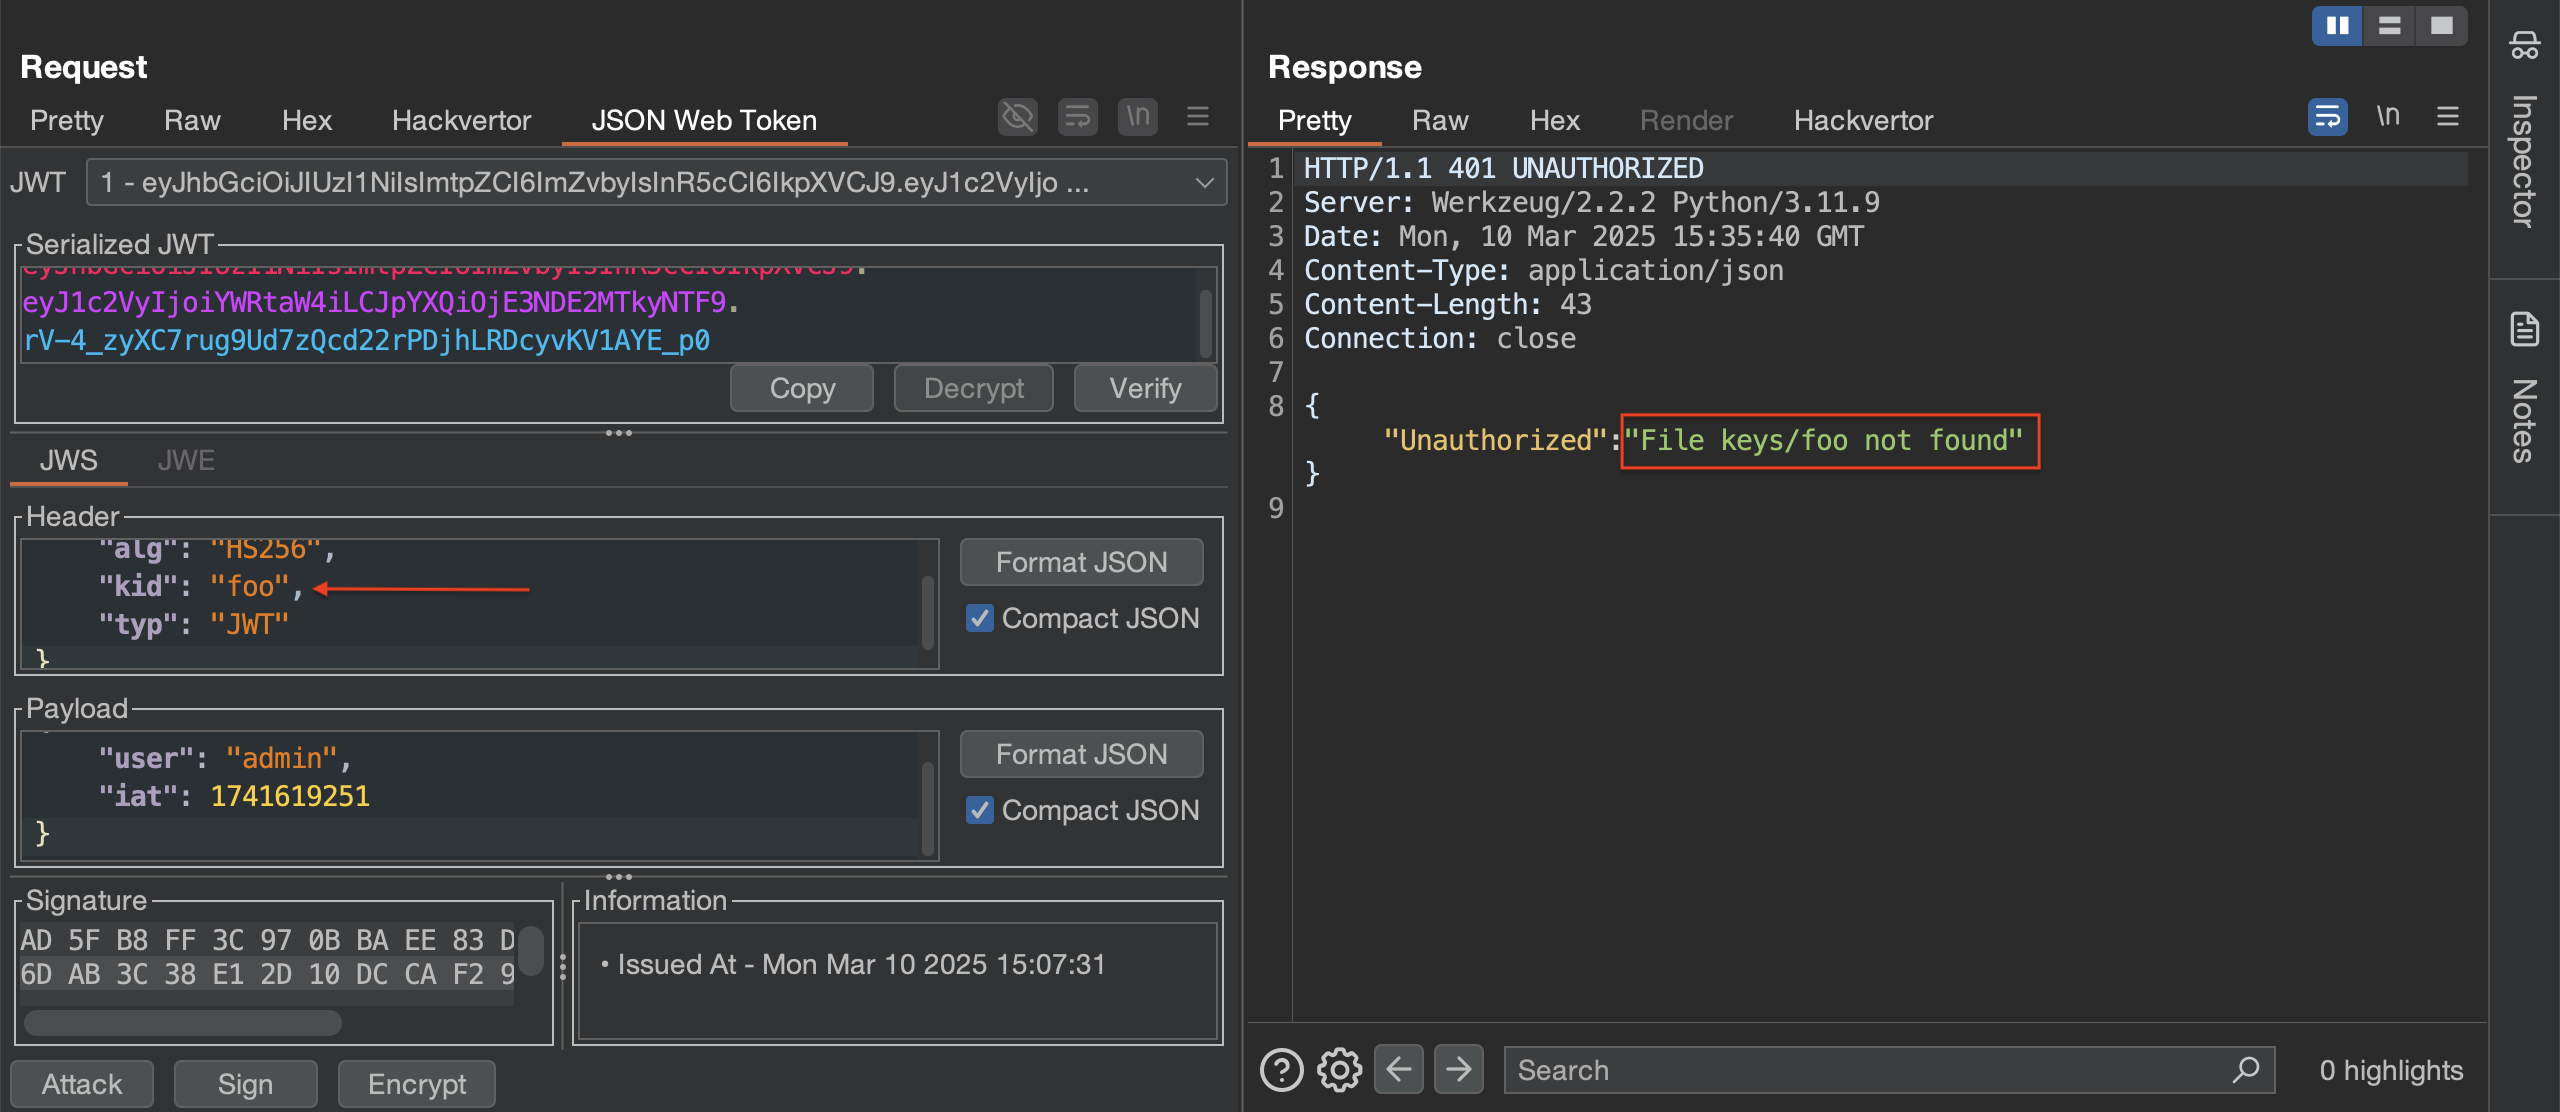 Request
Pretty Raw Hex Hackvertor JSON Web Token \n
JWT 1 - eyJhbGciOiJIUzI1NiIsImtpZCI6ImZvbyIsInR5cCI6IkpXVCJ9.eyJ1c2VyIjo ...
Serialized JWT
eyJhbGciOiJIUzI1NiIsImtpZCI6ImZvbyIsInR5cCI6IkpXVCJ9.
eyJ1c2VyIjoiYWRtaW4iLCJpYXQiOjE3NDE2MTkyNTF9.
rV-4_zyXC7rug9Ud7zQcd22rPDjhLRDcyvKV1AYE_p0
Copy Decrypt Verify
JWS JWE
Header
"alg": "HS256",
"kid": "foo",
"typ": "JWT"
}
Format JSON
Compact JSON
Payload
"user": "admin",
"iat": 1741619251
}
Format JSON
Compact JSON
Signature
AD 5F B8 FF 3C 97 0B BA EE 83 D
6D AB 3C 38 E1 2D 10 DC CA F2 9
Information
• Issued At - Mon Mar 10 2025 15:07:31
Attack Sign Encrypt
Response
Pretty Raw Hex Render Hackvertor \n
1 HTTP/1.1 401 UNAUTHORIZED
2 Server: Werkzeug/2.2.2 Python/3.11.9
3 Date: Mon, 10 Mar 2025 15:35:40 GMT
4 Content-Type: application/json
5 Content-Length: 43
6 Connection: close
7
8 {
"Unauthorized":"File keys/foo not found"
}
9
Search
0 highlights
Inspector
Notes